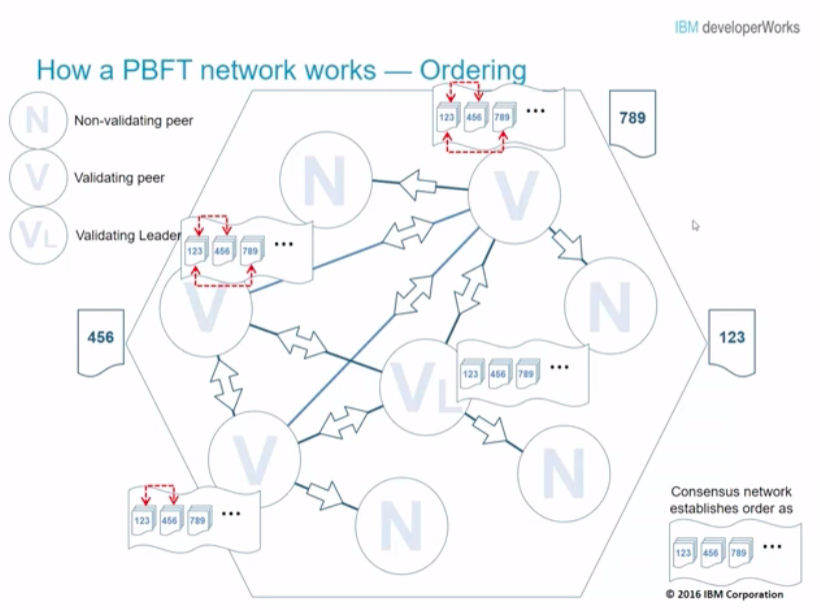 IBM developerWorks
How a PBFT network works — Ordering
N Non-validating peer
V Validating peer
VL Validating Leader
123 456 789 •••
789
N
V
123 456 789 •••
V
N
456
123
VL
123 456 789 •••
V
N
123 456 789 •••
N
Consensus network
establishes order as
123 456 789 •••
© 2016 IBM Corporation